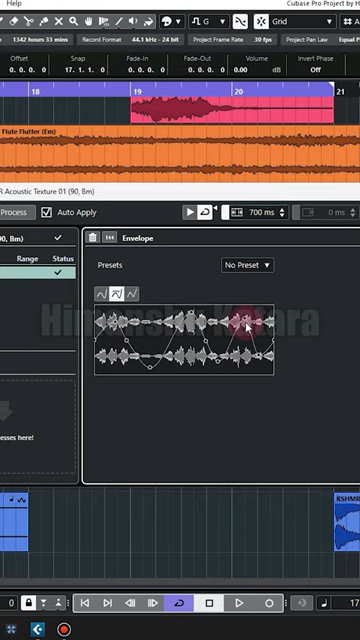 Help
Cubase Pro Project by H
G
Grid
1342 hours 33 mins
Record Format
44.1 kHz - 24 bit
Project Frame Rate
30 fps
Project Pan Law
Equal P
Offset
Snap
Fade-In
Fade-Out
Volume
Invert Phase
0. 0. 0. 0
17. 1. 1. 0
0. 0. 0. 0
0. 0. 0. 0
0.00 dB
Off
18
19
20
21
Flute Flutter (Em)
R Acoustic Texture 01 (90, Bm)
Process
Auto Apply
700 ms
0 ms
(90, Bm)
Envelope
Range
Status
Presets
No Preset
esses here!
KSHMR
0
17